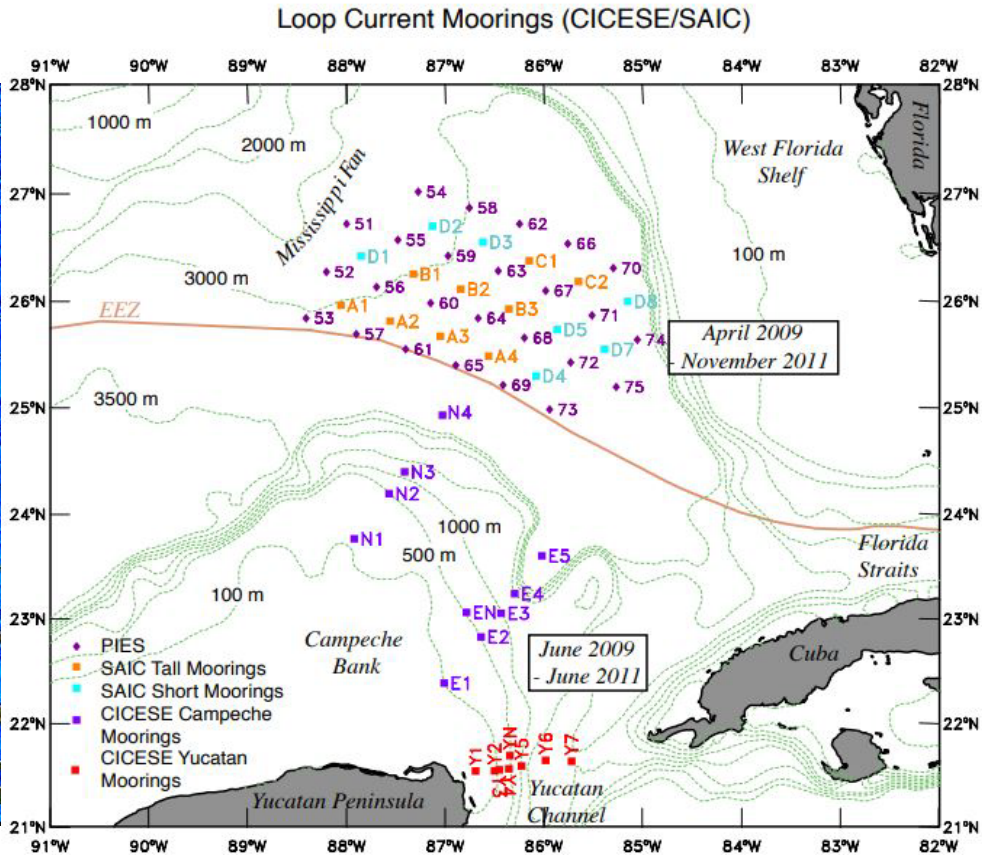 Loop Current Moorings (CICESE/SAIC)
91°W 90°W 89°W 88°W 87°W 86°W 85°W 84°W 83°W 82°W
28°N 28°N
1000 m
2000 m
Mississippi Fan
West Florida
Shelf
Florida
27°N 27°N
54
58
51
D2
62
55
D3
66
D1
59
C1
52
B1
63
70
3000 m
56
B2
67
C2
100 m
26°N 26°N
EEZ
A1
60
B3
D8
53
A2
64
71
57
A3
68
D5
74
61
A4
72
D7
65
69
D4
75
73
April 2009
- November 2011
3500 m
25°N 25°N
N4
N3
N2
24°N 24°N
1000 m
N1
500 m
E5
Florida
Straits
100 m
E4
23°N 23°N
EN
E3
E2
Campeche
Bank
June 2009
- June 2011
Cuba
E1
PIES
SAIC Tall Moorings
SAIC Short Moorings
CICESE Campeche
Moorings
CICESE Yucatan
Moorings
22°N 22°N
Y1
Y2
Y3
Y4
YN
Y5
Y6
Y7
Yucatan Peninsula
Yucatan
Channel
21°N 21°N
91°W 90°W 89°W 88°W 87°W 86°W 85°W 84°W 83°W 82°W